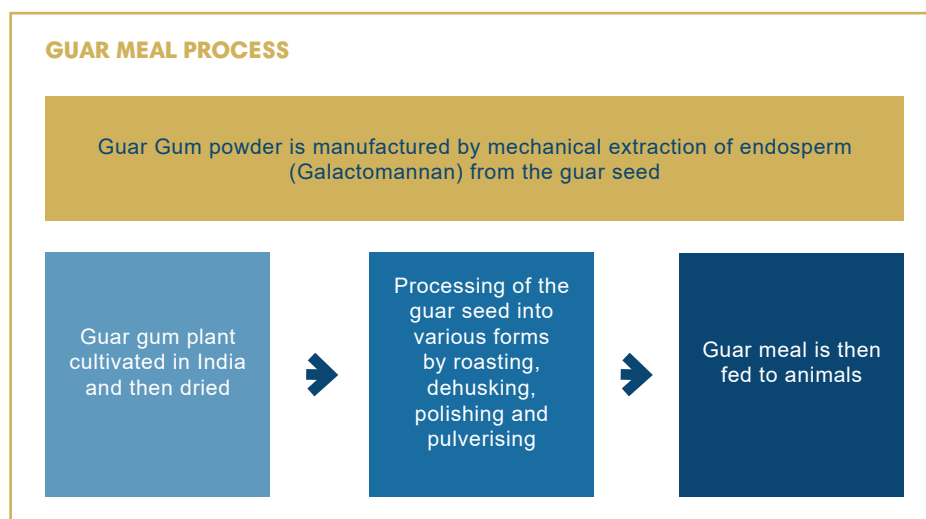 GUAR MEAL PROCESS
Guar Gum powder is manufactured by mechanical extraction of endosperm
(Galactomannan) from the guar seed
Guar gum plant
cultivated in India
and then dried
Processing of the
guar seed into
various forms
by roasting,
dehusking,
polishing and
pulverising
Guar meal is then
fed to animals